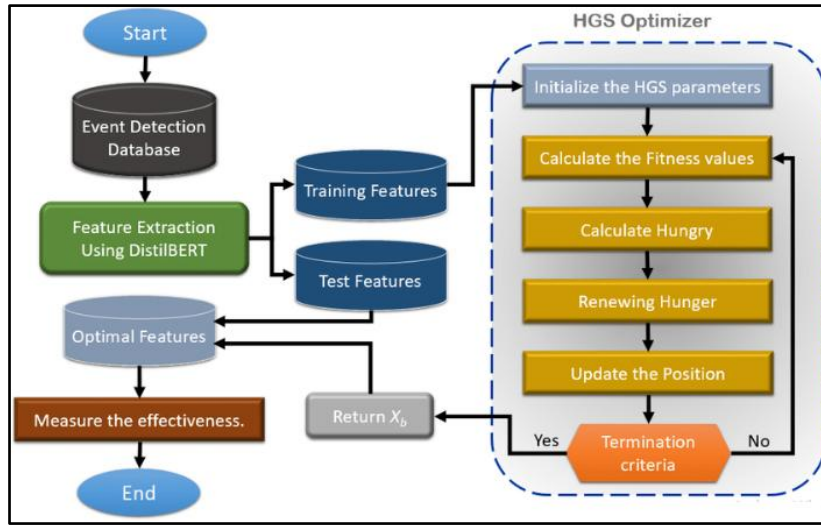 HGS Optimizer
Start
Event Detection
Database
Feature Extraction
Using DistilBERT
Training Features
Test Features
Optimal Features
Measure the effectiveness.
End
Return X_b
Initialize the HGS parameters
Calculate the Fitness values
Calculate Hungry
Renewing Hunger
Update the Position
Yes
Termination
criteria
No